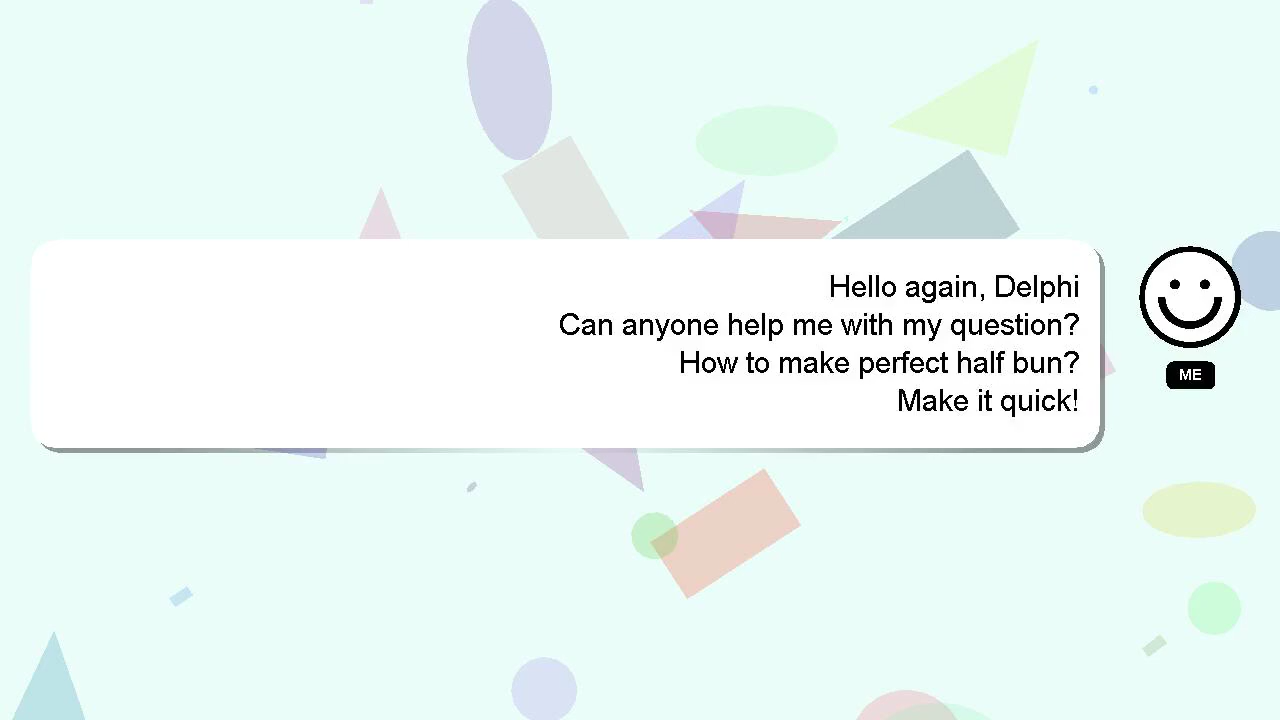 Hello again, Delphi
Can anyone help me with my question?
How to make perfect half bun?
Make it quick!
ME